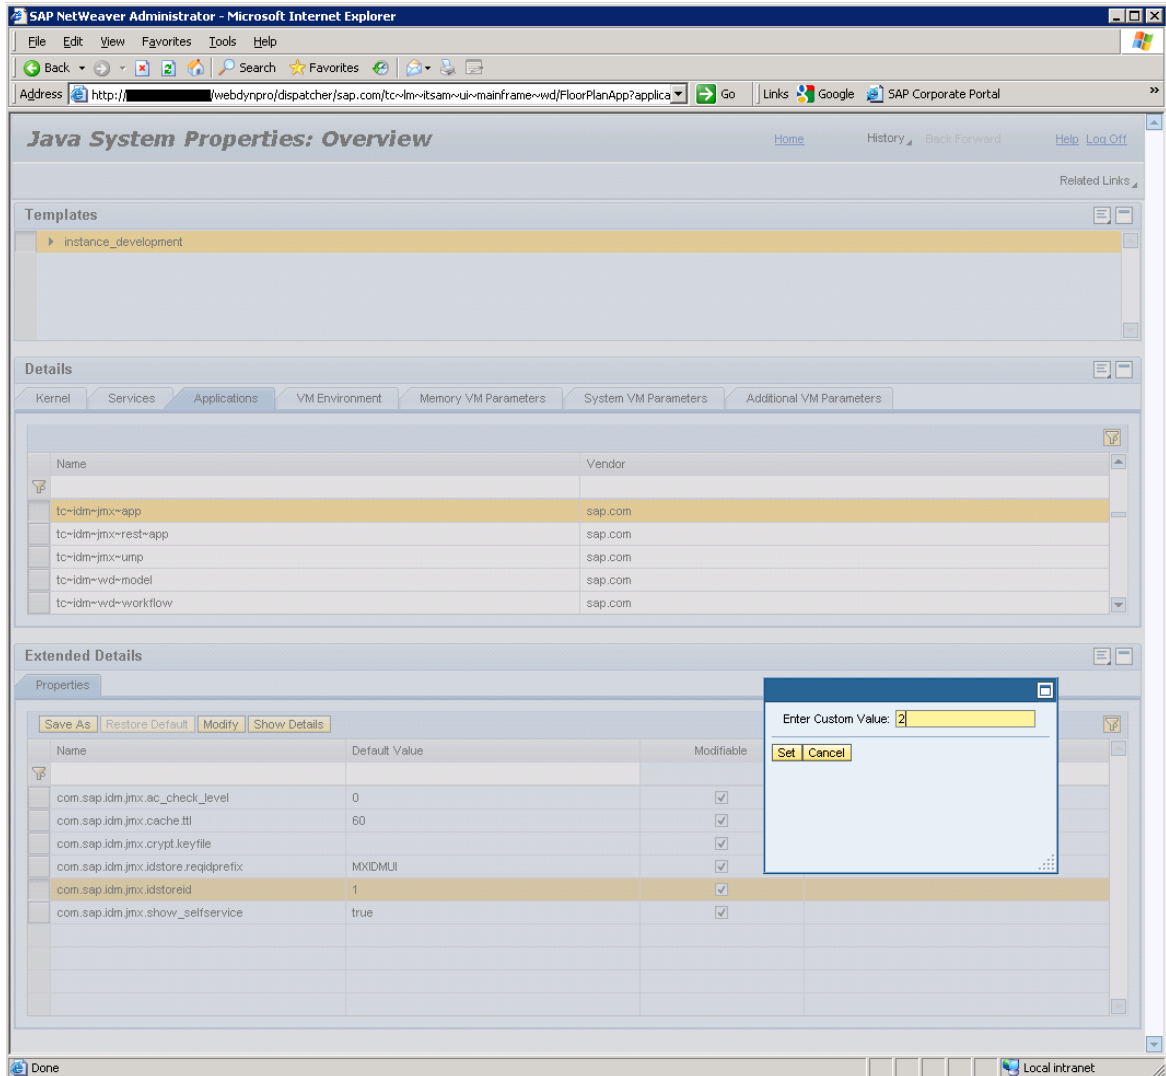 SAP NetWeaver Administrator - Microsoft Internet Explorer
File Edit View Favorites Tools Help
Back Search Favorites
Address http:// /webdynpro/dispatcher/sap.com/tc~lm~itsam~ui~mainframe~wd/FloorPlanApp?applica Go Links Google SAP Corporate Portal »
Java System Properties: Overview Home History Back Forward Help Log Off
Related Links
Templates
instance_development
Details
Kernel Services Applications VM Environment Memory VM Parameters System VM Parameters Additional VM Parameters
Name Vendor
tc~idm~jmx~app sap.com
tc~idm~jmx~rest~app sap.com
tc~idm~jmx~ump sap.com
tc~idm~wd~model sap.com
tc~idm~wd~workflow sap.com
Extended Details
Properties
Enter Custom Value: 2
Save As Restore Default Modify Show Details
Name Default Value Modifiable
Set Cancel
com.sap.idm.jmx.ac_check_level 0
com.sap.idm.jmx.cache.ttl 60
com.sap.idm.jmx.crypt.keyfile
com.sap.idm.jmx.idstore.reqidprefix MXIDMUI
com.sap.idm.jmx.idstoreid 1
com.sap.idm.jmx.show_selfservice true
Done Local intranet